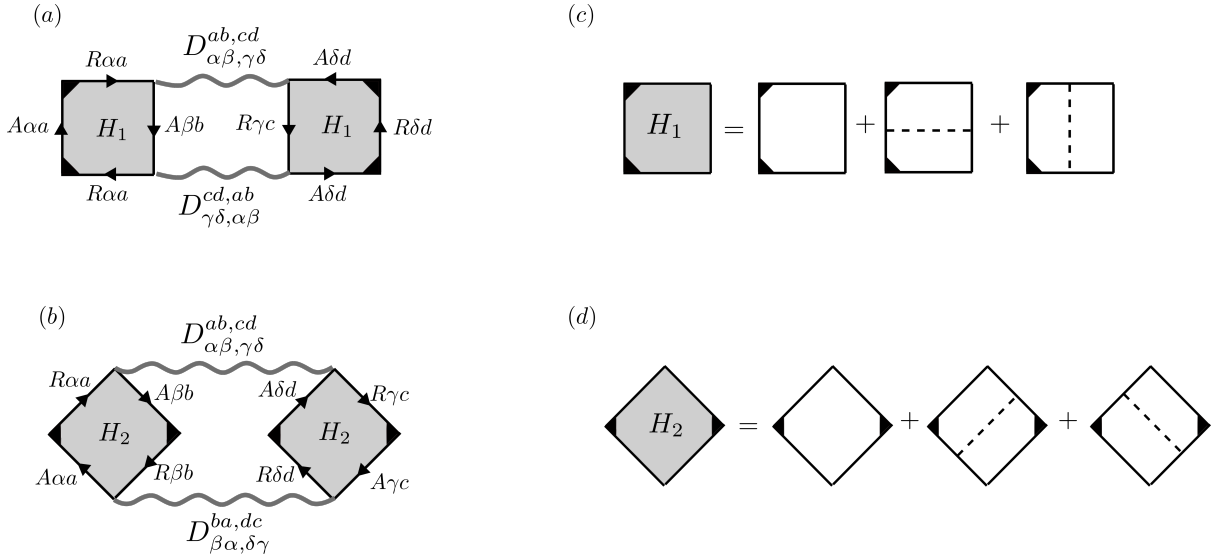 (a)
D^{ab,cd}_{αβ,γδ}
Rαa
Aδd
Aαa
H_1
Aβb
Rγc
H_1
Rδd
Rαa
Aδd
D^{cd,ab}_{γδ,αβ}
(c)
H_1 = + +
(b)
D^{ab,cd}_{αβ,γδ}
Rαa
Aβb
Aδd
Rγc
H_2
H_2
Aαa
Rβb
Rδd
Aγc
D^{ba,dc}_{βα,δγ}
(d)
H_2 = + +